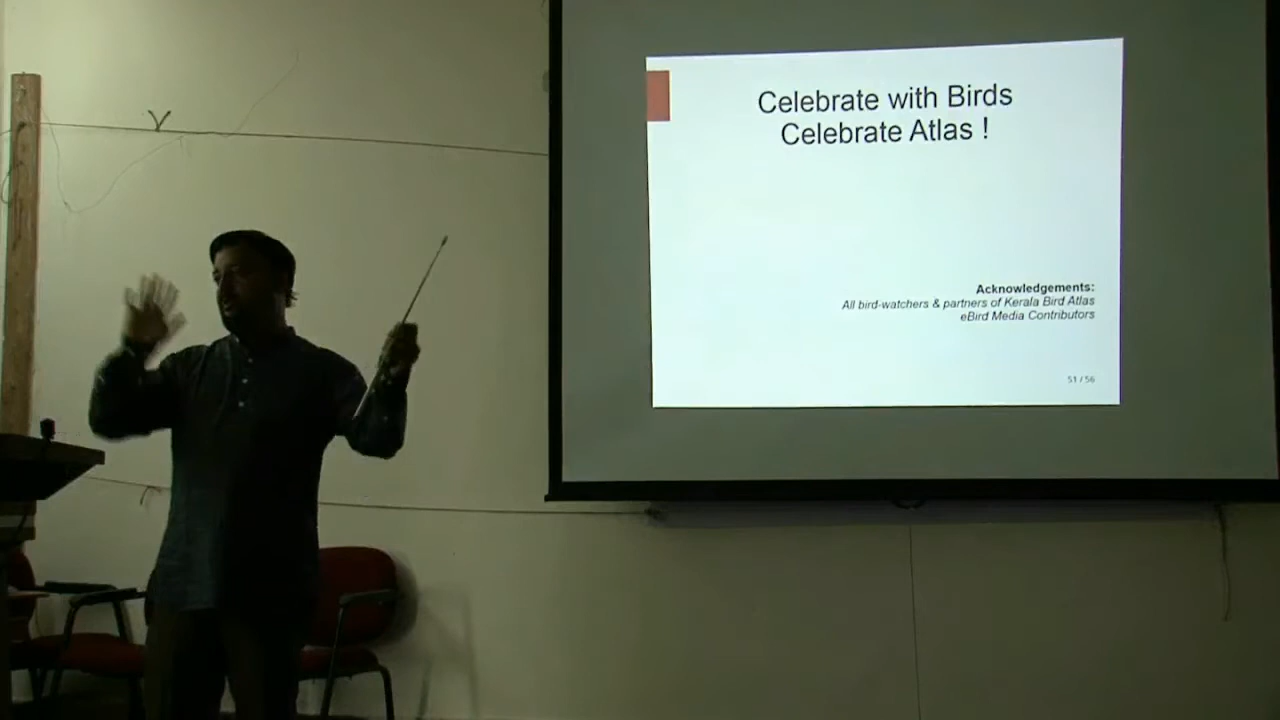 Celebrate with Birds
Celebrate Atlas !
Acknowledgements:
All bird-watchers & partners of Kerala Bird Atlas
eBird Media Contributors
51 / 56